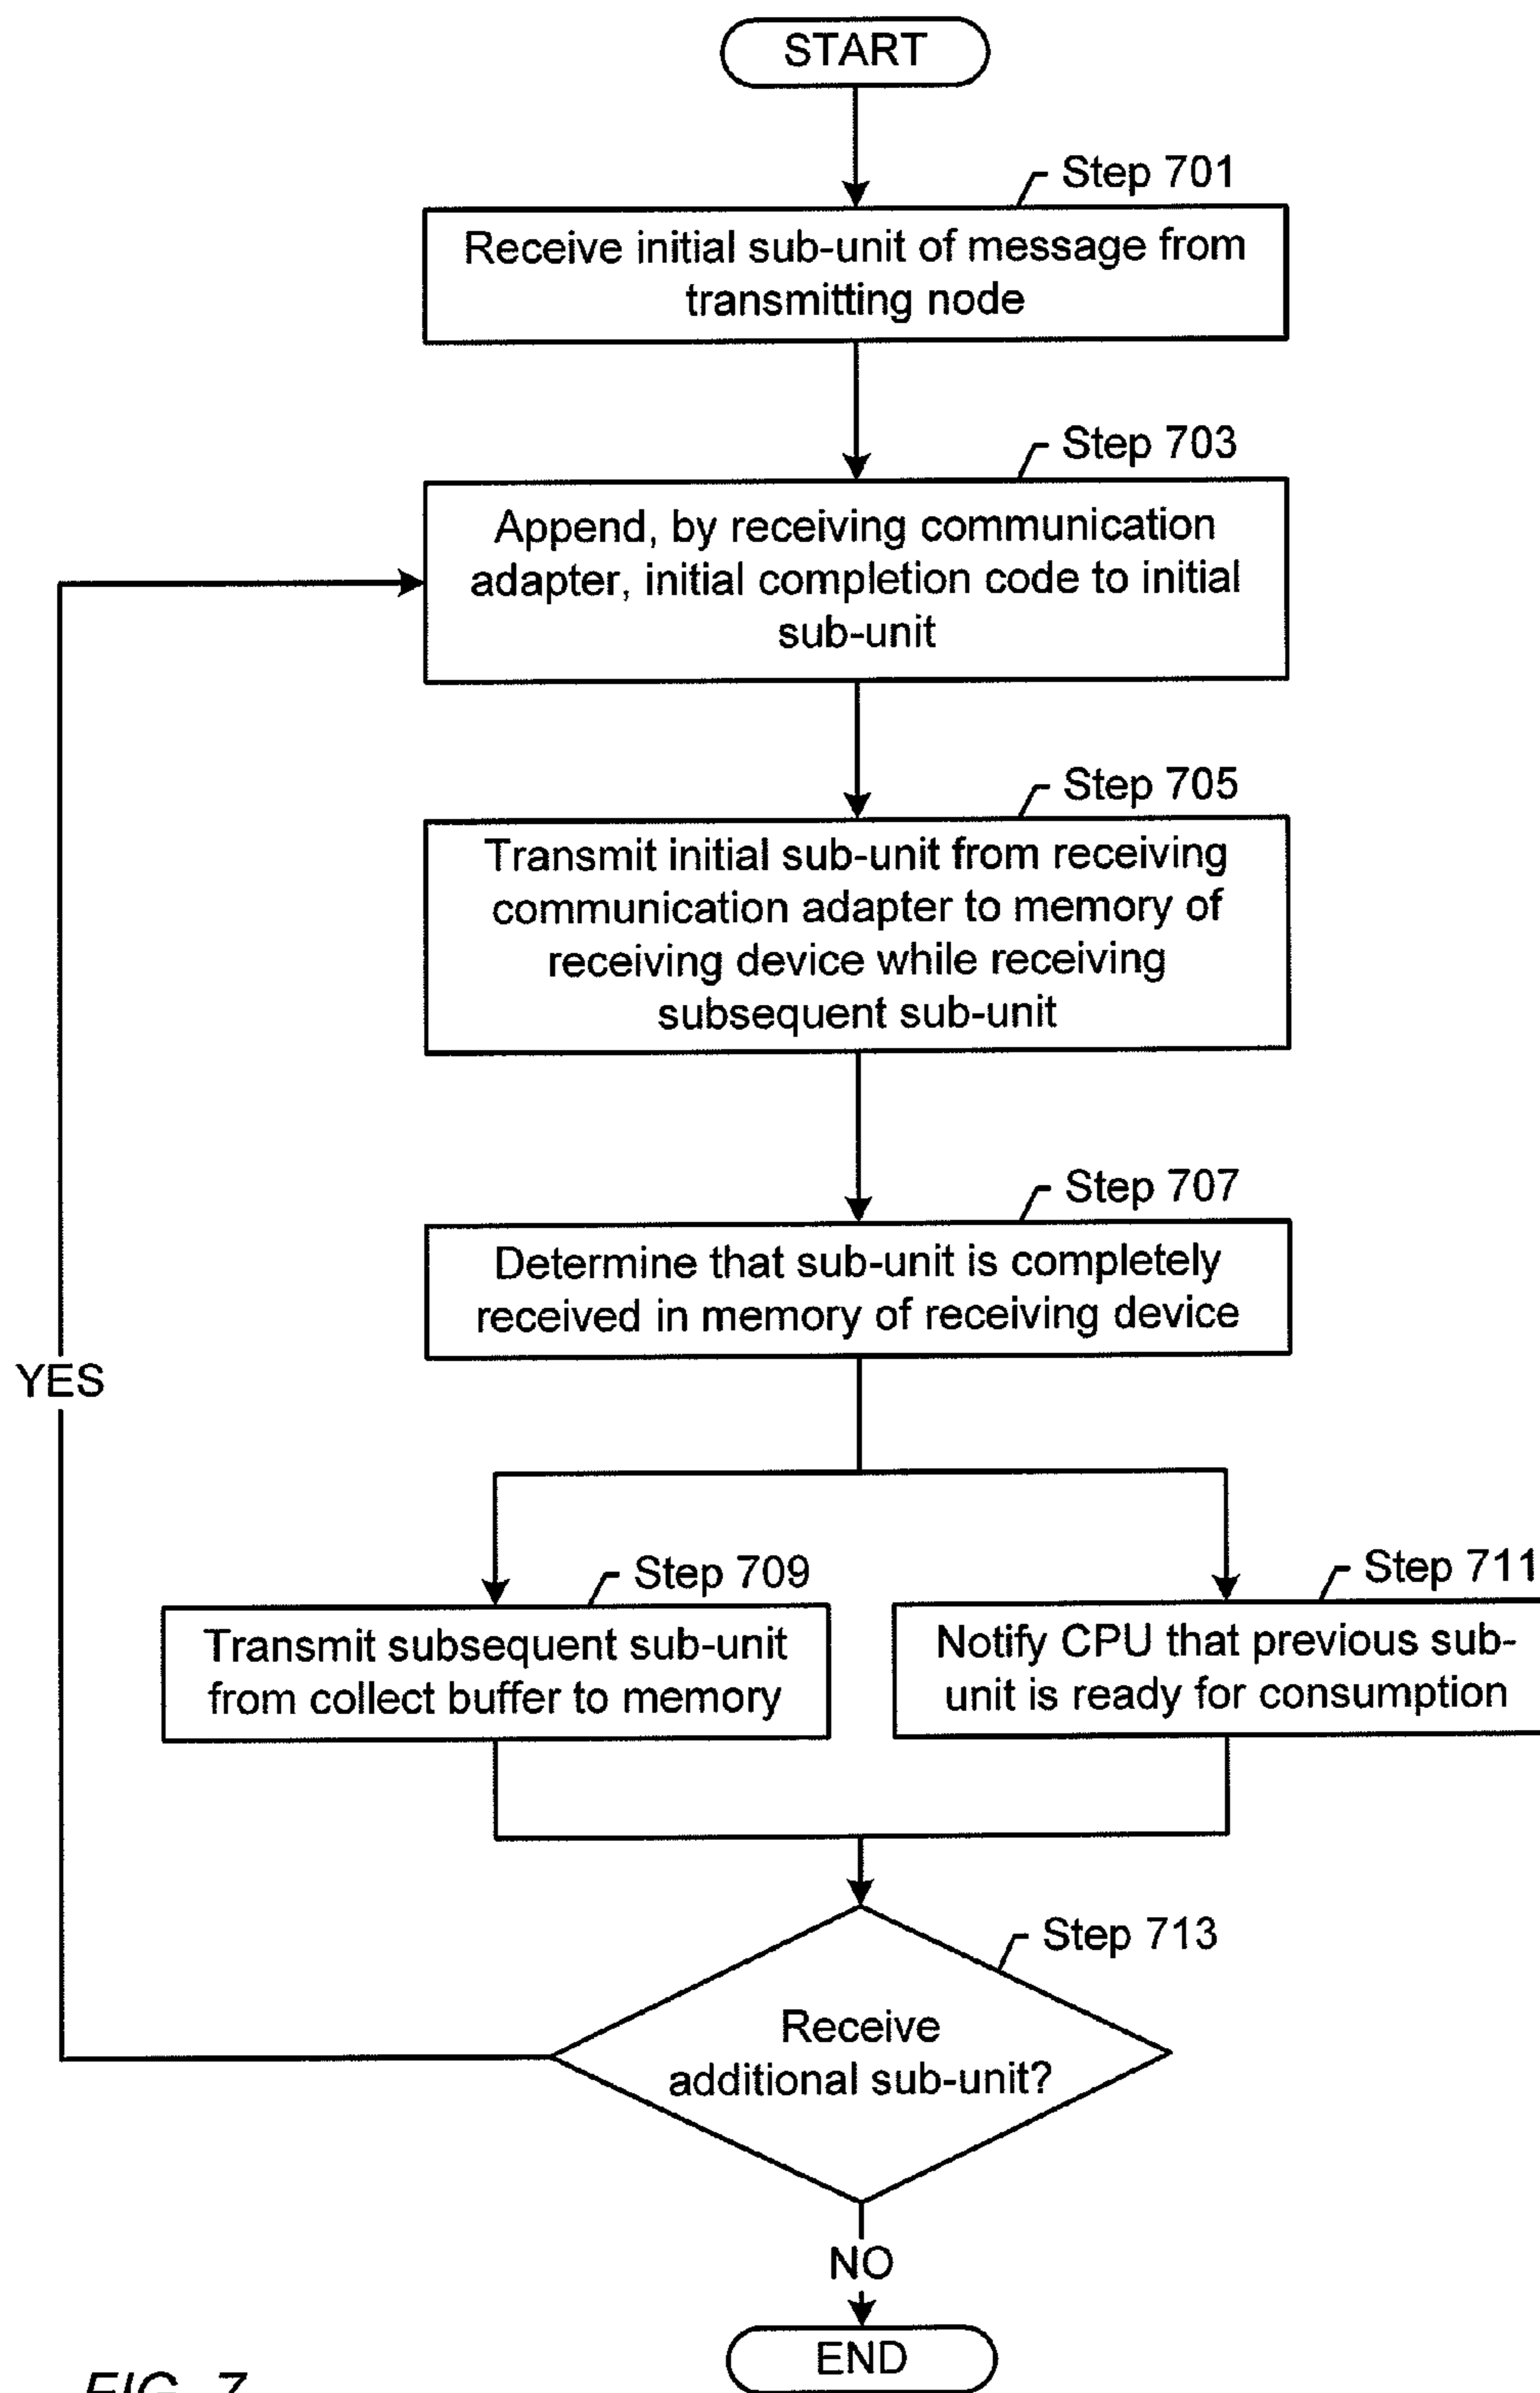 START
Step 701
Receive initial sub-unit of message from
transmitting node
Step 703
Append, by receiving communication
adapter, initial completion code to initial
sub-unit
Step 705
Transmit initial sub-unit from receiving
communication adapter to memory of
receiving device while receiving
subsequent sub-unit
Step 707
Determine that sub-unit is completely
received in memory of receiving device
YES
Step 709
Transmit subsequent sub-unit
from collect buffer to memory
Step 711
Notify CPU that previous sub-
unit is ready for consumption
Step 713
Receive
additional sub-unit?
NO
END
FIG. 7